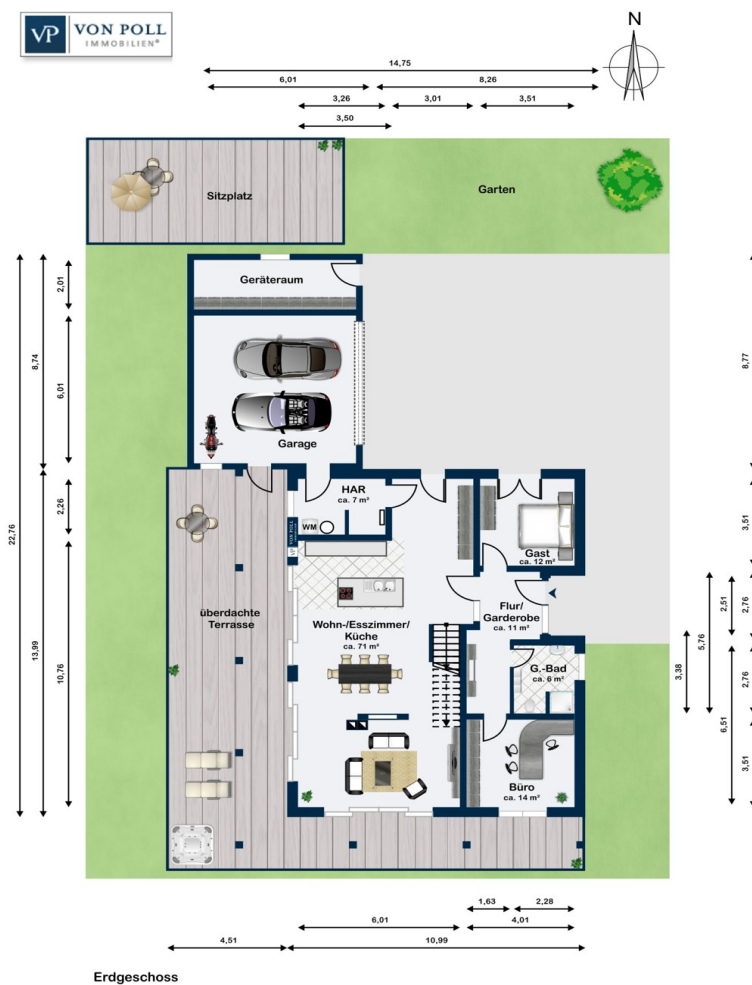 VP VON POLL
IMMOBILIEN®
N
14,75
6,01
8,26
3,26
3,01
3,51
3,50
Sitzplatz
Garten
Geräteraum
Garage
HAR
ca. 7 m²
WM
VP VON POLL
Gast
ca. 12 m²
Flur/
Garderobe
ca. 11 m²
überdachte
Terrasse
Wohn-/Esszimmer/
Küche
ca. 71 m²
G.-Bad
ca. 6 m²
Büro
ca. 14 m²
22,76
8,74
13,99
2,01
6,01
2,26
10,76
3,38
5,76
2,51
6,51
8,77
3,51
2,76
2,76
3,51
1,63
2,28
6,01
4,01
4,51
10,99
Erdgeschoss